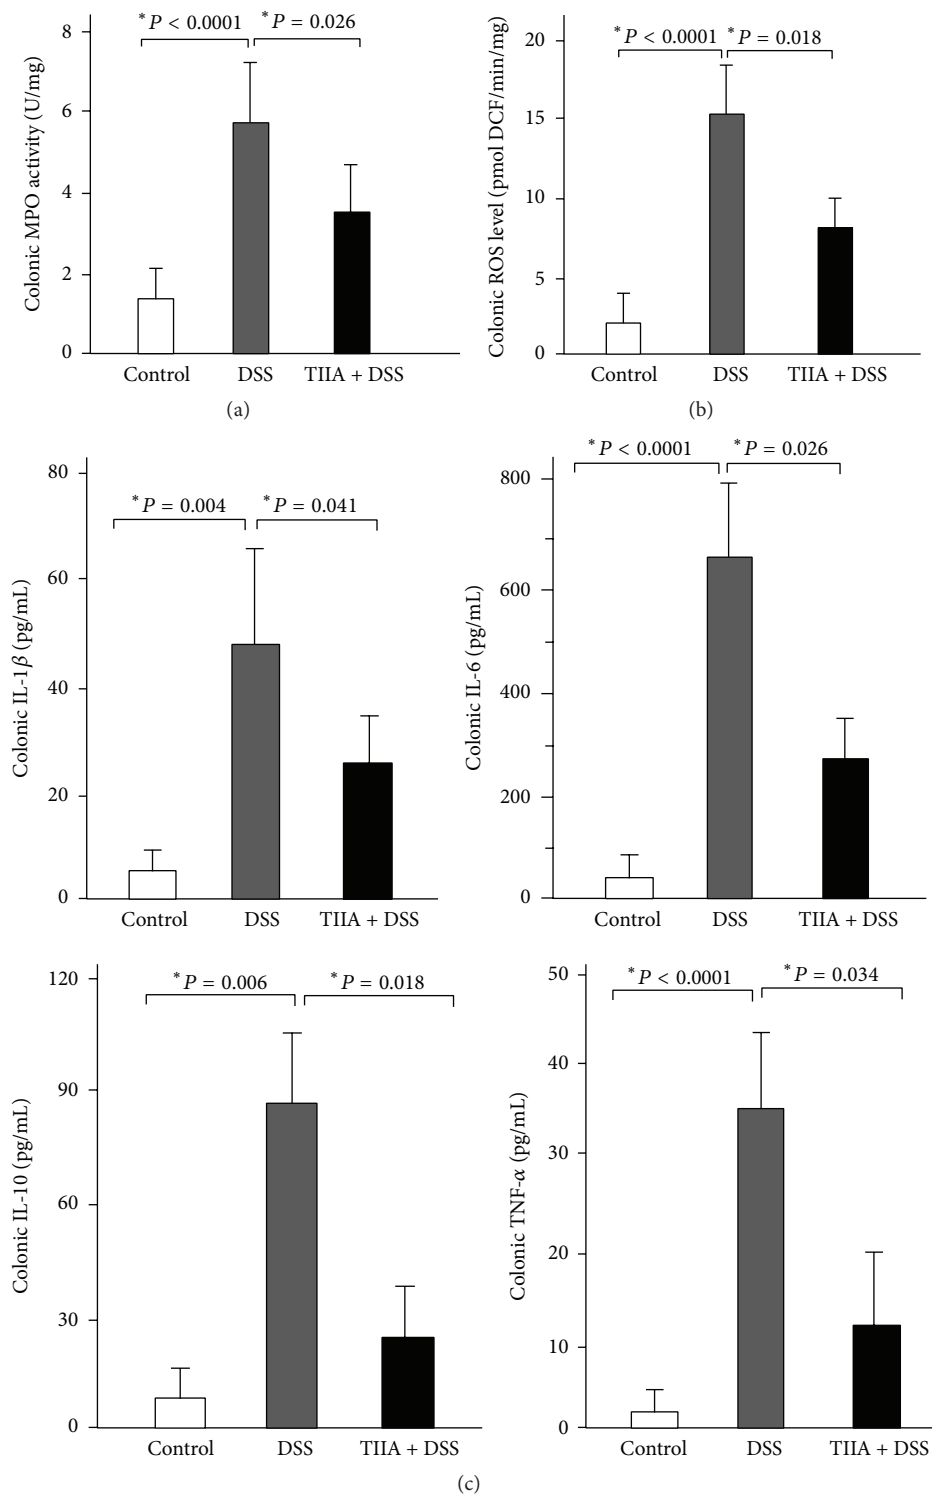 *P < 0.0001
*P = 0.026
8
6
4
2
0
Colonic MPO activity (U/mg)
Control
DSS
TIIA + DSS
(a)
*P < 0.0001
*P = 0.018
20
15
10
5
0
Colonic ROS level (pmol DCF/min/mg)
Control
DSS
TIIA + DSS
(b)
80
60
40
20
0
*P = 0.004
*P = 0.041
Colonic IL-1β (pg/mL)
Control
DSS
TIIA + DSS
*P < 0.0001
*P = 0.026
800
600
400
200
0
Colonic IL-6 (pg/mL)
Control
DSS
TIIA + DSS
120
90
60
30
0
*P = 0.006
*P = 0.018
Colonic IL-10 (pg/mL)
Control
DSS
TIIA + DSS
50
40
30
20
10
0
*P < 0.0001
*P = 0.034
Colonic TNF-α (pg/mL)
Control
DSS
TIIA + DSS
(c)